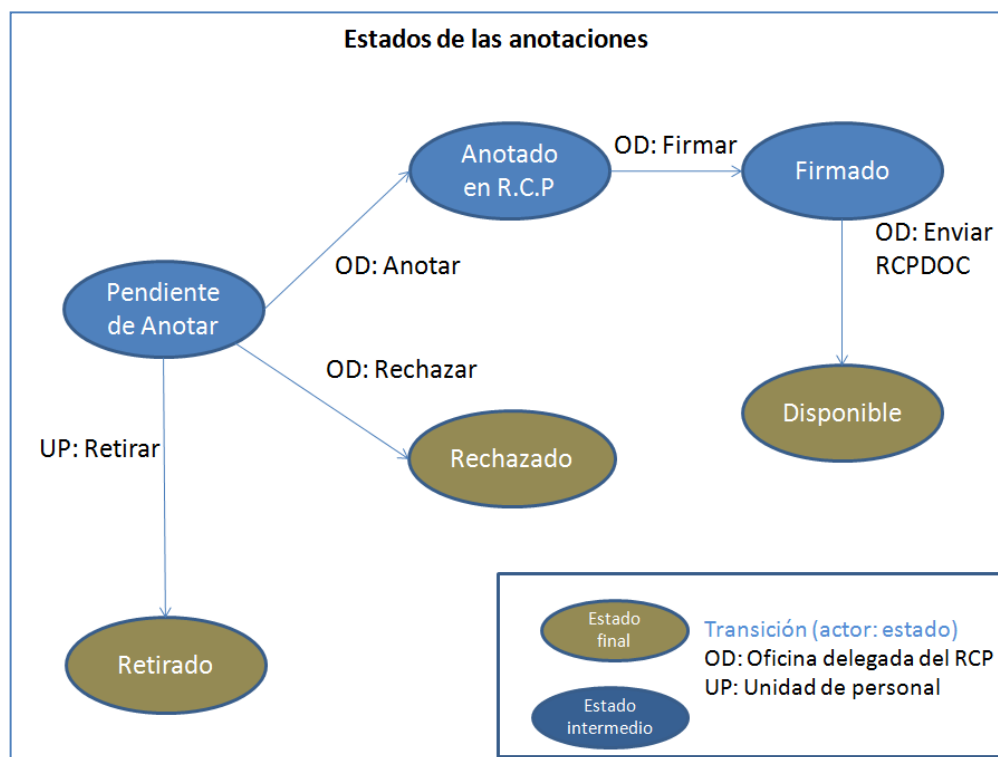 Estados de las anotaciones
Anotado
en R.C.P
OD: Firmar
Firmado
OD: Enviar
RCPDOC
OD: Anotar
Pendiente
de Anotar
OD: Rechazar
Disponible
UP: Retirar
Rechazado
Retirado
Estado
final
Transición (actor: estado)
OD: Oficina delegada del RCP
UP: Unidad de personal
Estado
intermedio